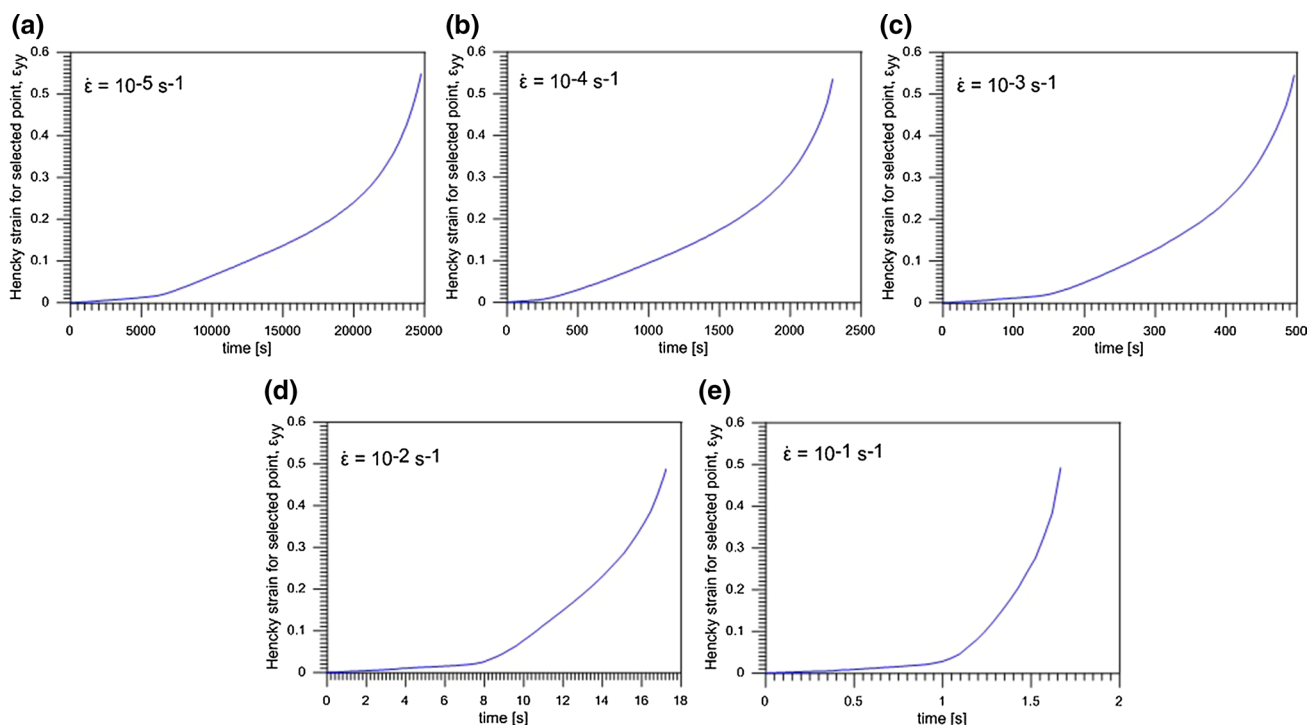 (a)
ε̇ = 10-5 s-1
Hencky strain for selected point, εyy
0.6
0.5
0.4
0.3
0.2
0.1
0
0 5000 10000 15000 20000 25000
time [s]
(b)
ε̇ = 10-4 s-1
Hencky strain for selected point, εyy
0.6
0.5
0.4
0.3
0.2
0.1
0
0 500 1000 1500 2000 2500
time [s]
(c)
ε̇ = 10-3 s-1
Hencky strain for selected point, εyy
0.6
0.5
0.4
0.3
0.2
0.1
0
0 100 200 300 400 500
time [s]
(d)
ε̇ = 10-2 s-1
Hencky strain for selected point, εyy
0.6
0.5
0.4
0.3
0.2
0.1
0
0 2 4 6 8 10 12 14 16 18
time [s]
(e)
ε̇ = 10-1 s-1
Hencky strain for selected point, εyy
0.6
0.5
0.4
0.3
0.2
0.1
0
0 0.5 1 1.5 2
time [s]